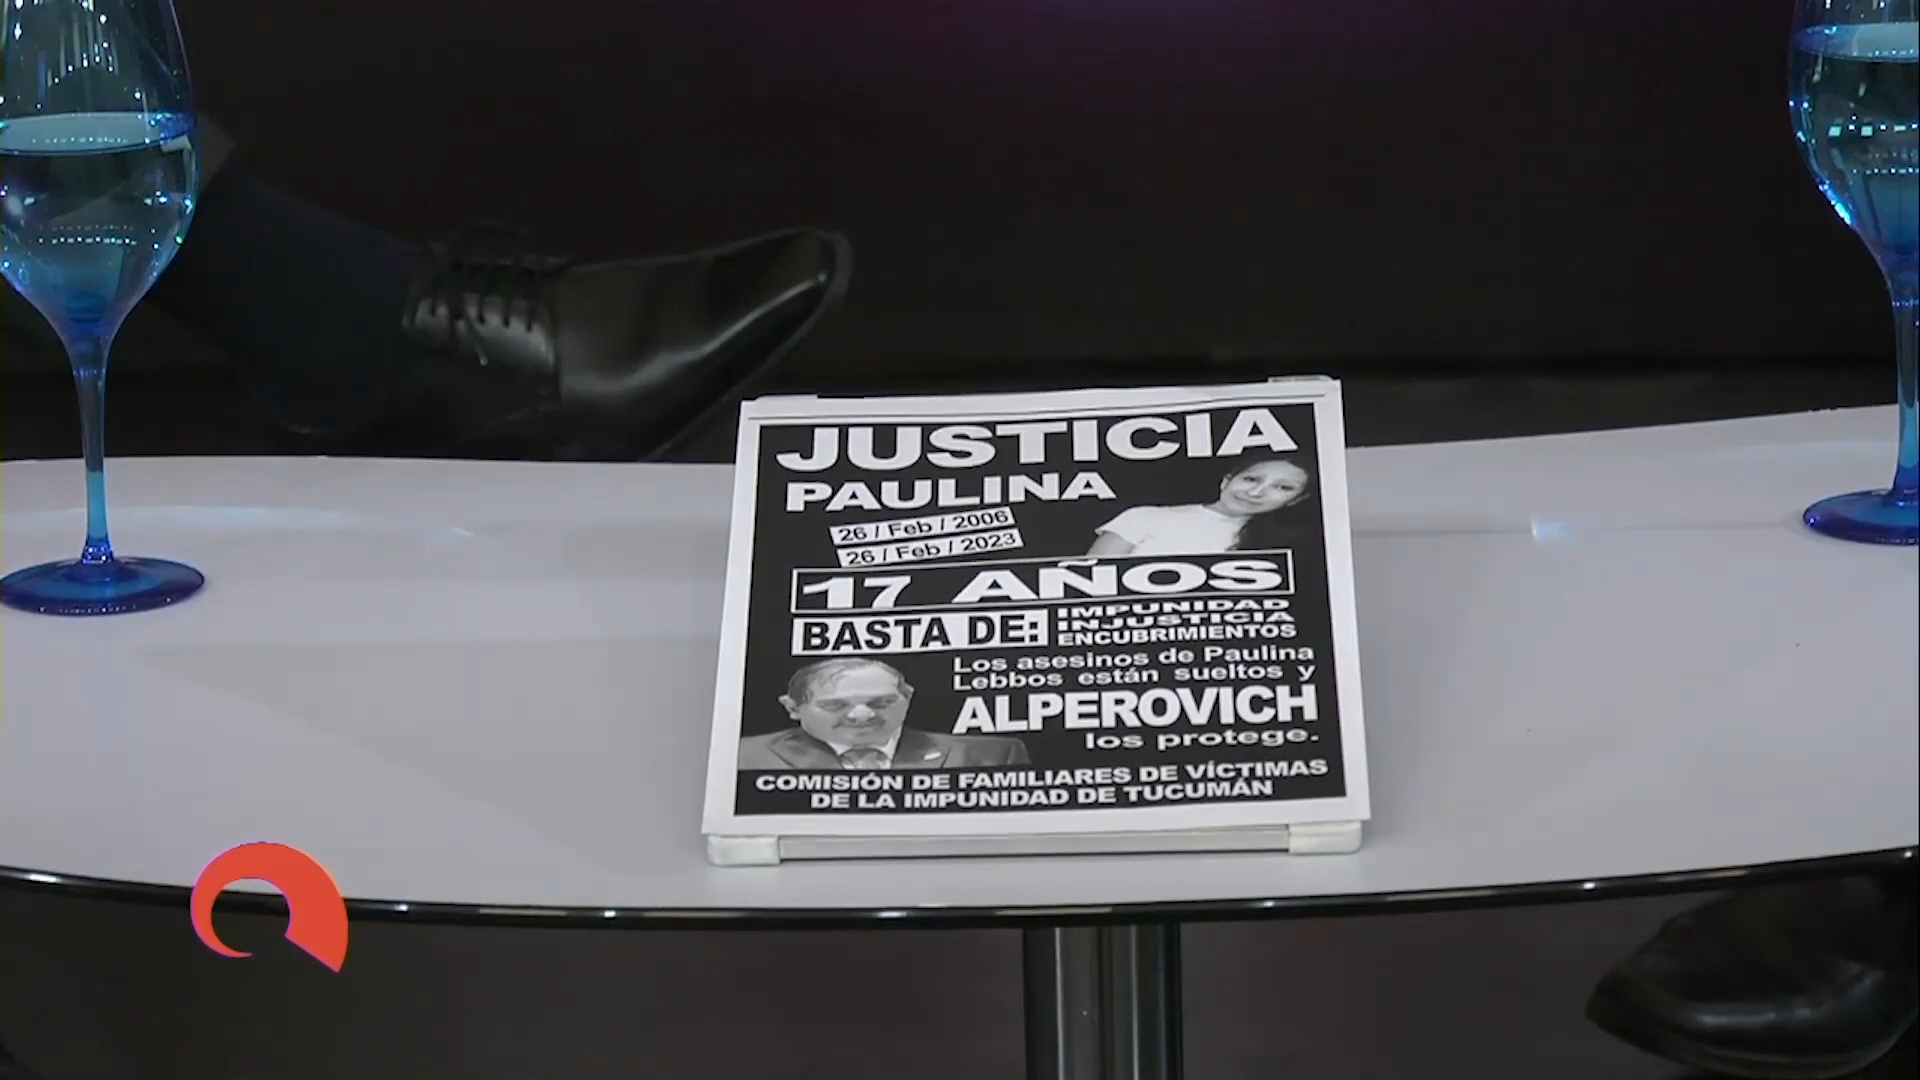 JUSTICIA
PAULINA
26 / Feb / 2006
26 / Feb / 2023
17 AÑOS
BASTA DE:
IMPUNIDAD
INJUSTICIA
ENCUBRIMIENTOS
Los asesinos de Paulina
Lebbos están sueltos y
ALPEROVICH
los protege.
COMISIÓN DE FAMILIARES DE VÍCTIMAS
DE LA IMPUNIDAD DE TUCUMÁN